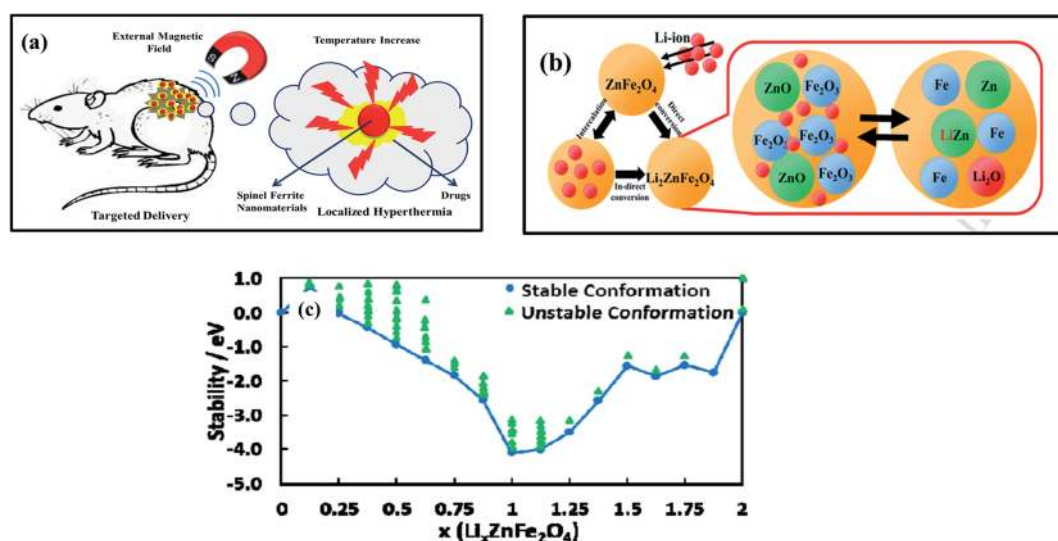 (a)
External Magnetic
Field
S
N
Temperature Increase
Spinel Ferrite
Nanomaterials
Drugs
Targeted Delivery
Localized Hyperthermia
(b)
Li-ion
ZnFe₂O₄
Intercalation
Direct
conversion
In-direct
conversion
Li₂ZnFe₂O₄
ZnO
Fe₂O₃
Fe₂O₃
Fe₂O₃
ZnO
Fe₂O₃
Fe
Zn
LiZn
Fe
Fe
Li₂O
(c)
Stable Conformation
Unstable Conformation
Stability / eV
1.0
0.0
-1.0
-2.0
-3.0
-4.0
-5.0
0 0.25 0.5 0.75 1 1.25 1.5 1.75 2
x (LiₓZnFe₂O₄)